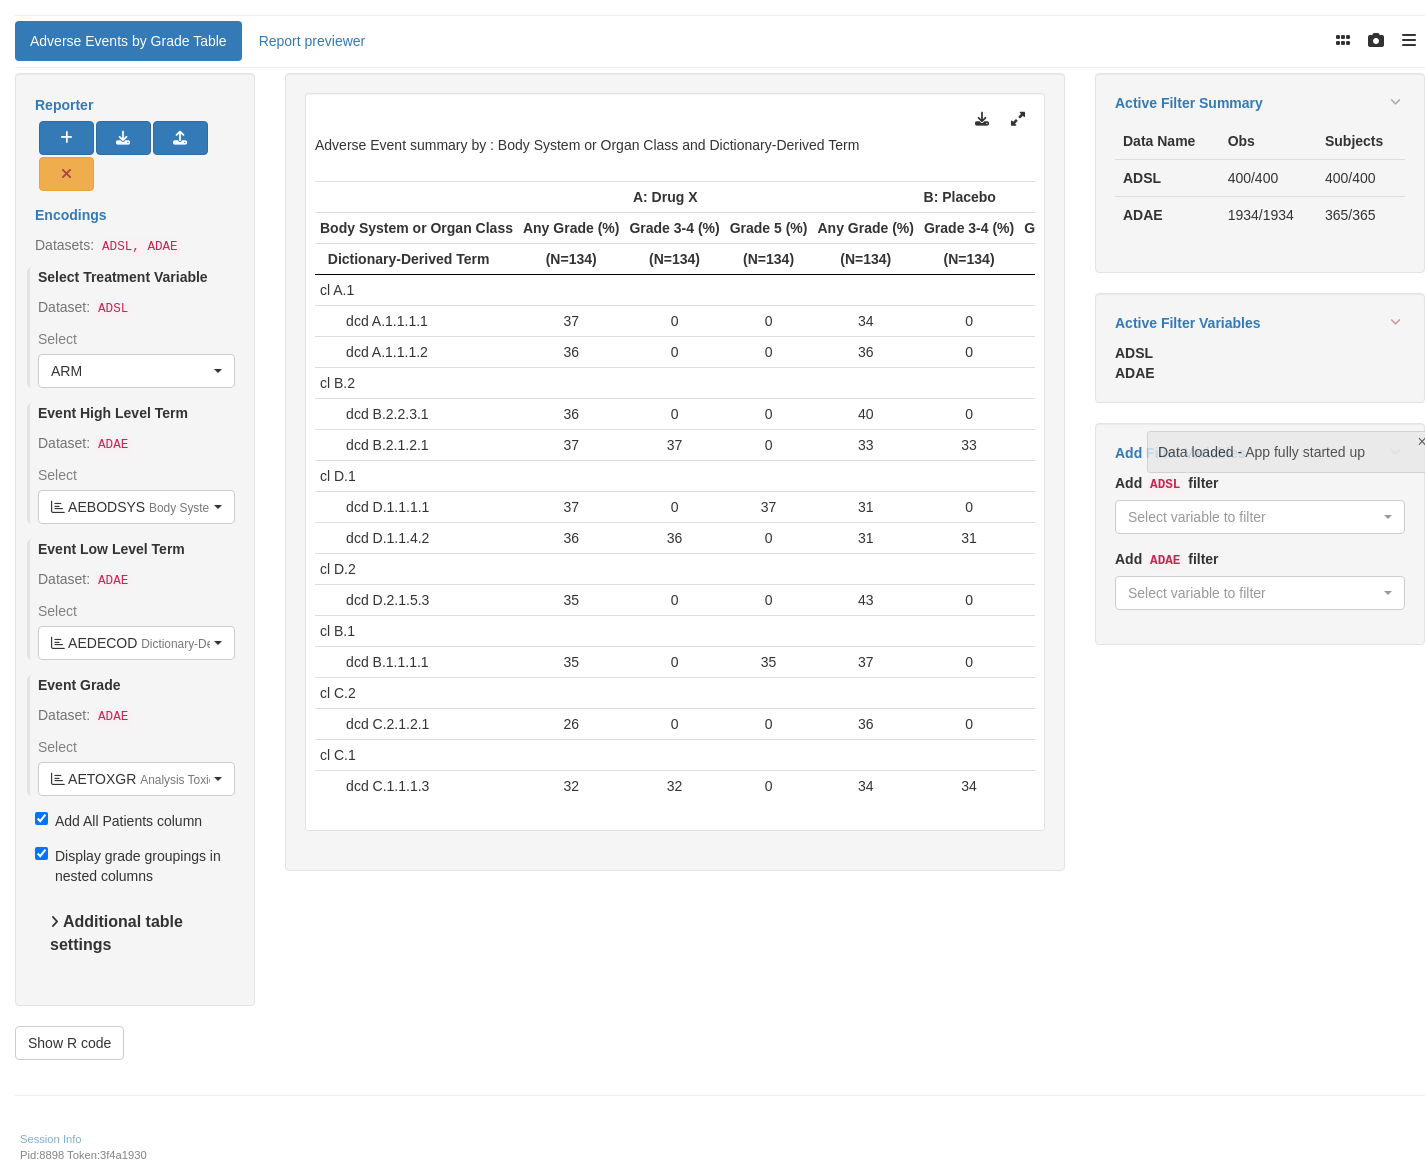 Adverse Events by Grade Table Report previewer
Reporter
Encodings
Datasets: ADSL, ADAE
Select Treatment Variable
Dataset: ADSL
Select
ARM
Event High Level Term
Dataset: ADAE
Select
AEBODSYS Body Syste
Event Low Level Term
Dataset: ADAE
Select
AEDECOD Dictionary-De
Event Grade
Dataset: ADAE
Select
AETOXGR Analysis Toxi
Add All Patients column
Display grade groupings in
nested columns
Additional table
settings
Show R code
Adverse Event summary by : Body System or Organ Class and Dictionary-Derived Term
A: Drug X B: Placebo
Body System or Organ Class Any Grade (%) Grade 3-4 (%) Grade 5 (%) Any Grade (%) Grade 3-4 (%) G
Dictionary-Derived Term (N=134) (N=134) (N=134) (N=134) (N=134)
cl A.1
dcd A.1.1.1.1 37 0 0 34 0
dcd A.1.1.1.2 36 0 0 36 0
cl B.2
dcd B.2.2.3.1 36 0 0 40 0
dcd B.2.1.2.1 37 37 0 33 33
cl D.1
dcd D.1.1.1.1 37 0 37 31 0
dcd D.1.1.4.2 36 36 0 31 31
cl D.2
dcd D.2.1.5.3 35 0 0 43 0
cl B.1
dcd B.1.1.1.1 35 0 35 37 0
cl C.2
dcd C.2.1.2.1 26 0 0 36 0
cl C.1
dcd C.1.1.1.3 32 32 0 34 34
Active Filter Summary
Data Name Obs Subjects
ADSL 400/400 400/400
ADAE 1934/1934 365/365
Active Filter Variables
ADSL
ADAE
Add
Data loaded - App fully started up ×
Add ADSL filter
Select variable to filter
Add ADAE filter
Select variable to filter
Session Info
Pid:8898 Token:3f4a1930